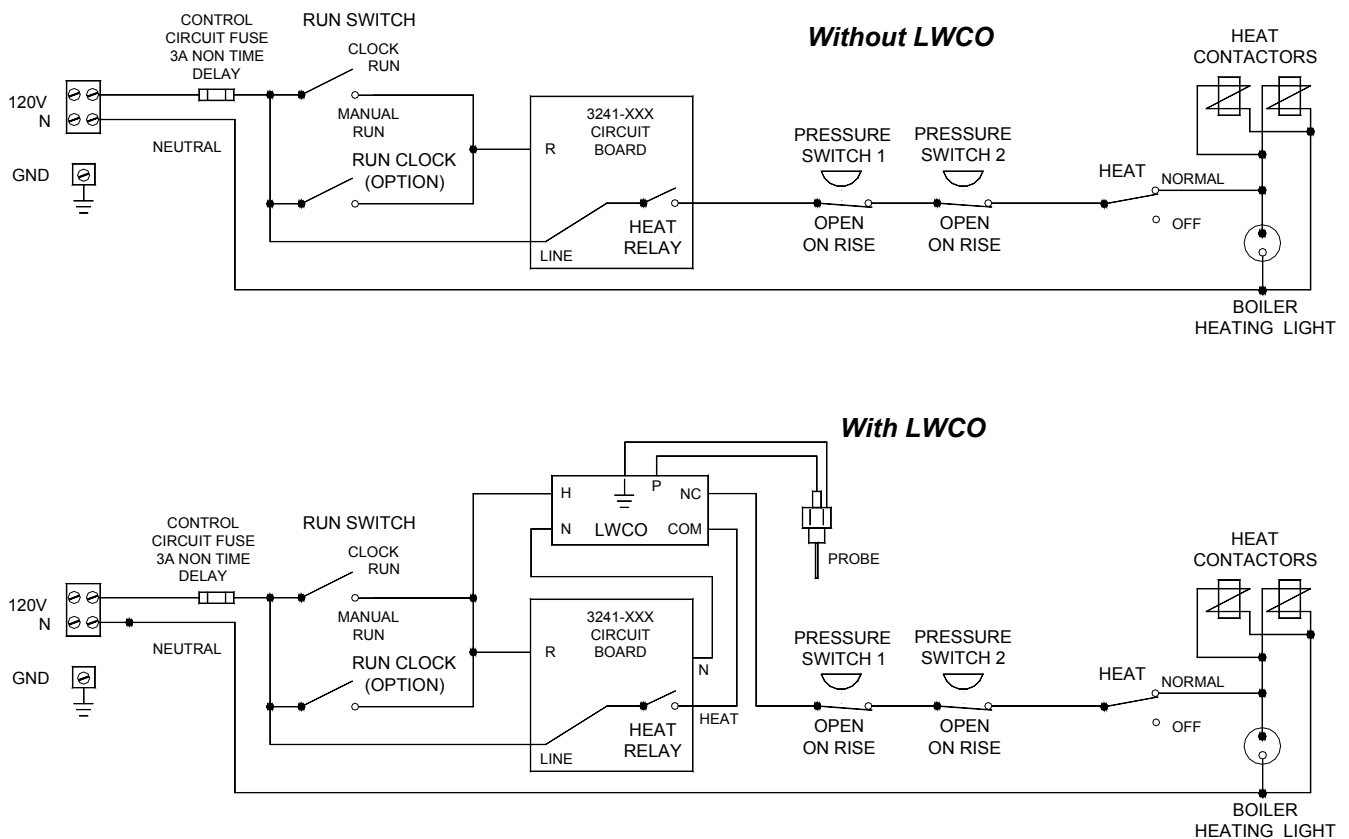 Without LWCO
CONTROL
CIRCUIT FUSE
3A NON TIME
DELAY
RUN SWITCH
CLOCK
RUN
MANUAL
RUN
RUN CLOCK
(OPTION)
120V
N
NEUTRAL
GND
3241-XXX
CIRCUIT
BOARD
R
HEAT
RELAY
LINE
PRESSURE
SWITCH 1
OPEN
ON RISE
PRESSURE
SWITCH 2
OPEN
ON RISE
HEAT
NORMAL
OFF
HEAT
CONTACTORS
BOILER
HEATING LIGHT
With LWCO
CONTROL
CIRCUIT FUSE
3A NON TIME
DELAY
RUN SWITCH
CLOCK
RUN
MANUAL
RUN
RUN CLOCK
(OPTION)
120V
N
NEUTRAL
GND
H
P
NC
N
LWCO
COM
PROBE
3241-XXX
CIRCUIT
BOARD
R
N
HEAT
HEAT
RELAY
LINE
PRESSURE
SWITCH 1
OPEN
ON RISE
PRESSURE
SWITCH 2
OPEN
ON RISE
HEAT
NORMAL
OFF
HEAT
CONTACTORS
BOILER
HEATING LIGHT